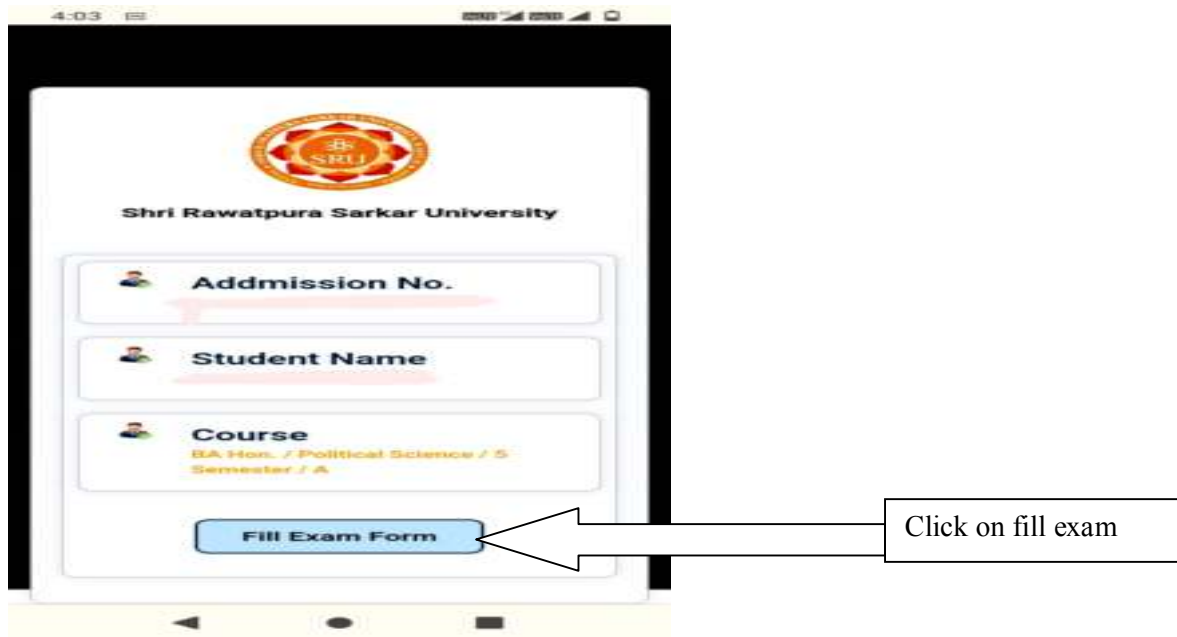 4:03
SRU
Shri Rawatpura Sarkar University
Addmission No.
Student Name
Course
BA Hon. / Political Science / 5
Semester / A
Fill Exam Form
Click on fill exam